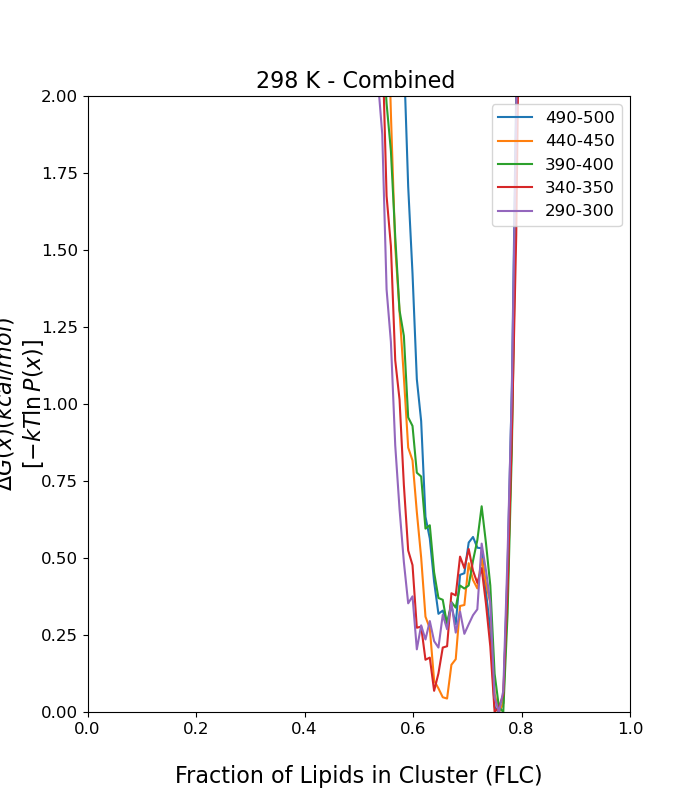 298 K - Combined
2.00
1.75
1.50
1.25
1.00
0.75
0.50
0.25
0.00
0.0 0.2 0.4 0.6 0.8 1.0
ΔG(x)(kcal/mol)
[−kT ln P(x)]
490-500
440-450
390-400
340-350
290-300
Fraction of Lipids in Cluster (FLC)